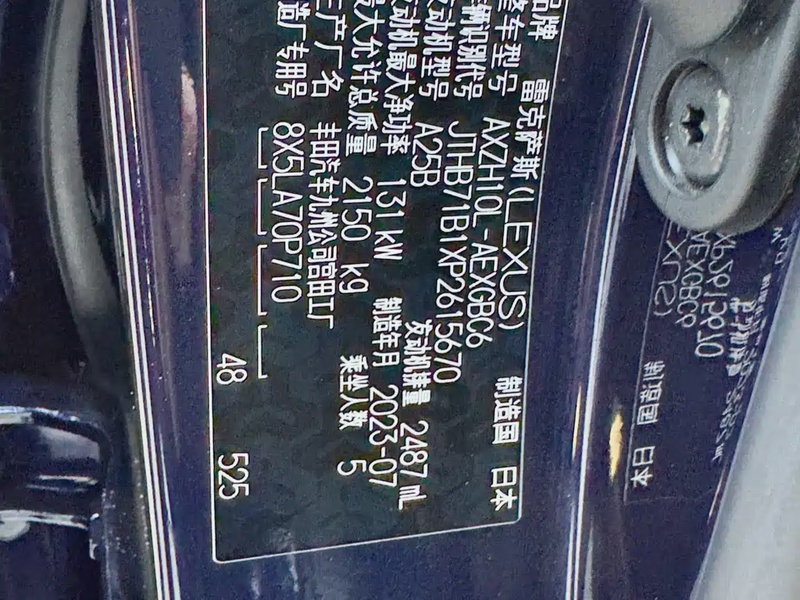 品牌 雷克萨斯(LEXUS) 制造国 日本
整车型号 AXZH10L-AEXGBC6
车辆识别代号 JTHB71B1XP2615670
发动机型号 A25B 发动机排量 2487 mL
发动机最大净功率 131 kW 制造年月 2023-07
最大允许总质量 2150 kg 乘坐人数 5
生产厂名 丰田汽车九州公司宫田工厂
制造厂专用号 8X5LA70P710
48 525